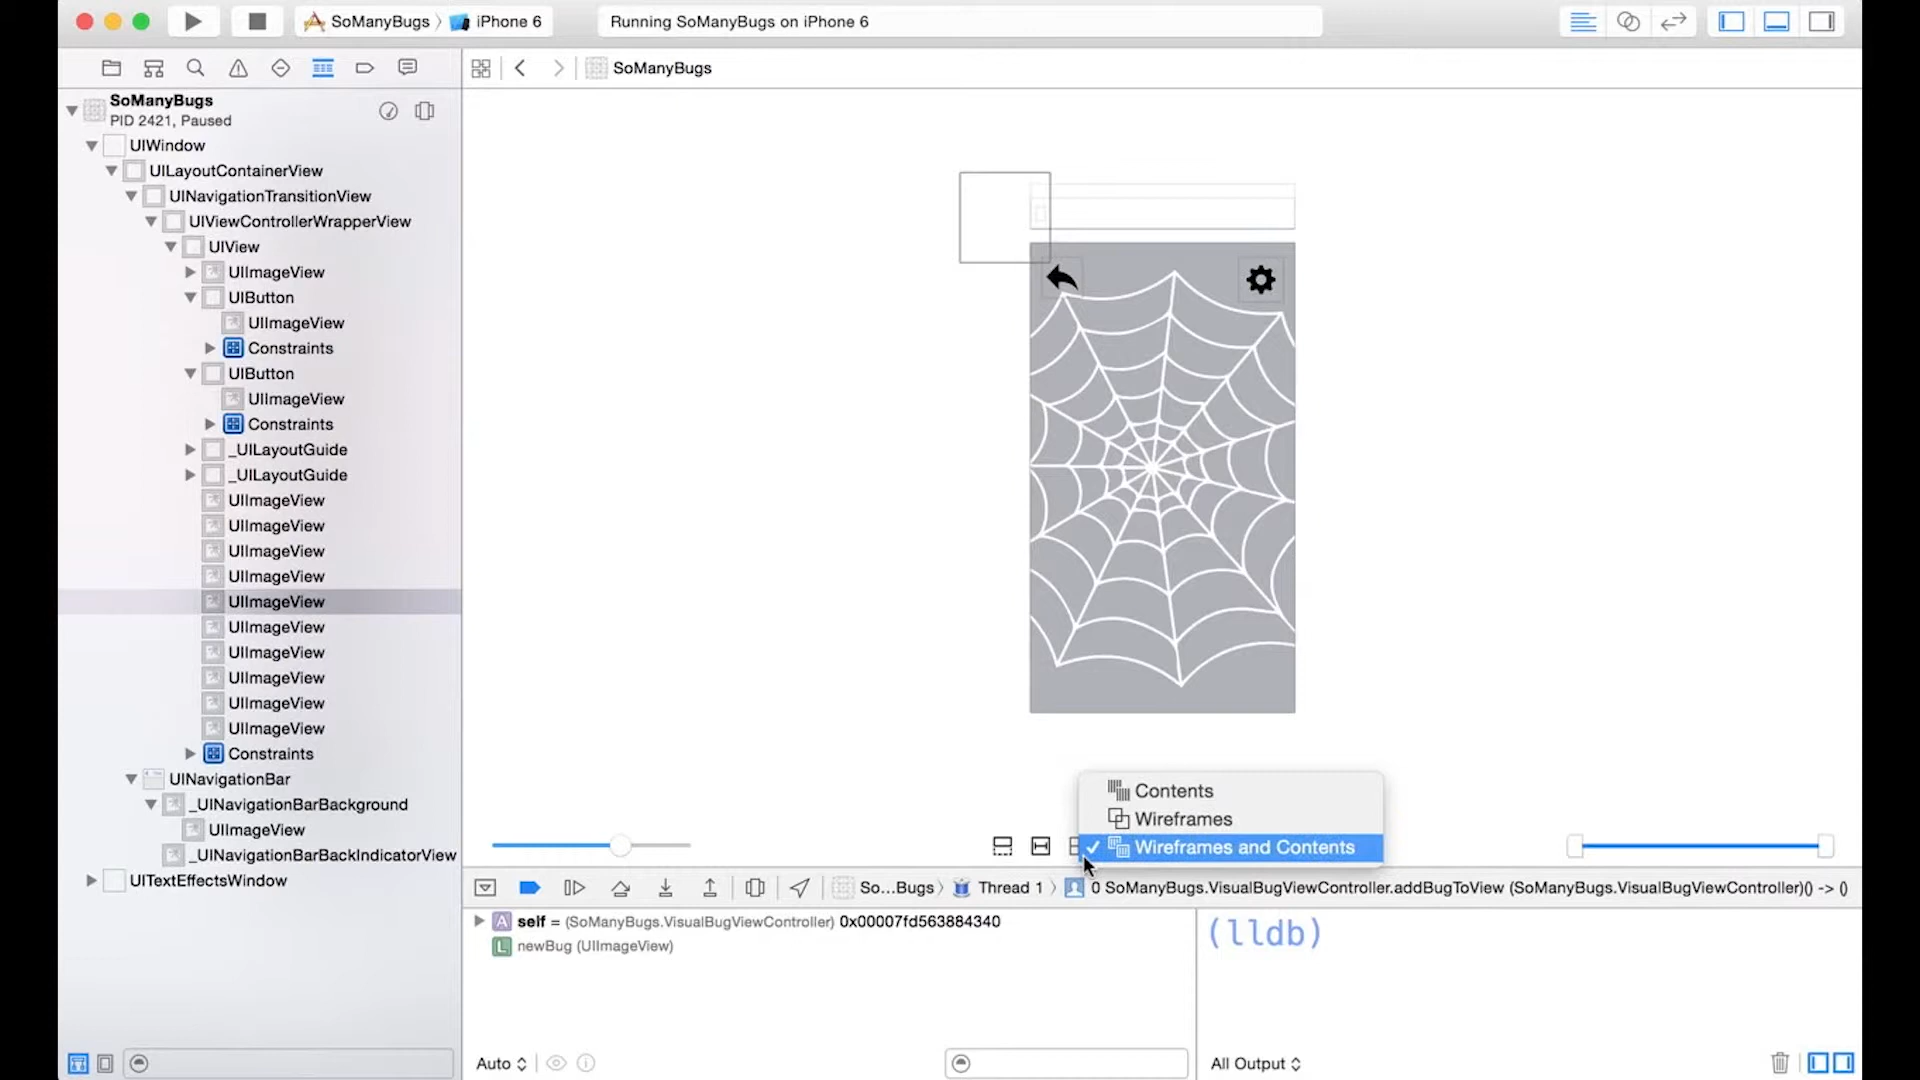 SoManyBugs 〉 iPhone 6
Running SoManyBugs on iPhone 6
SoManyBugs
SoManyBugs
PID 2421, Paused
UIWindow
UILayoutContainerView
UINavigationTransitionView
UIViewControllerWrapperView
UIView
UIImageView
UIButton
UIImageView
Constraints
UIButton
UIImageView
Constraints
_UILayoutGuide
_UILayoutGuide
UIImageView
UIImageView
UIImageView
UIImageView
UIImageView
UIImageView
UIImageView
UIImageView
UIImageView
UIImageView
Constraints
UINavigationBar
_UINavigationBarBackground
UIImageView
_UINavigationBarBackIndicatorView
UITextEffectsWindow
Contents
Wireframes
Wireframes and Contents
So...Bugs 〉 Thread 1 〉 0 SoManyBugs.VisualBugViewController.addBugToView (SoManyBugs.VisualBugViewController)() -> ()
A self = (SoManyBugs.VisualBugViewController) 0x00007fd563884340
L newBug (UIImageView)
(lldb)
Auto
All Output